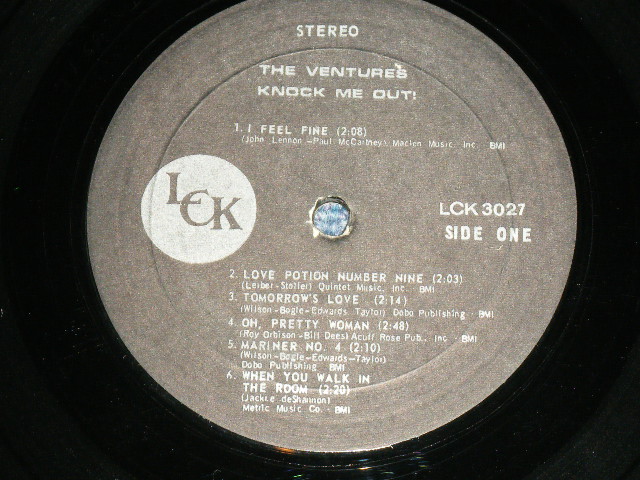 STEREO
THE VENTURES
KNOCK ME OUT!
1. I FEEL FINE (2:08)
(John Lennon -Paul McCartney) Maclen Music, Inc. BMI
LCK
LCK 3027
SIDE ONE
2. LOVE POTION NUMBER NINE (2:03)
(Leiber-Stoller) Quintet Music, Inc. - BMI
3. TOMORROW'S LOVE (2:14)
(Wilson-Bogle-Edwards Taylor) Dobo Publishing - BMI
4. OH, PRETTY WOMAN (2:48)
(Roy Orbison -Bill Dees) Acuff Rose Pub., Inc - BMI
5. MARINER NO. 4 (2:10)
(Wilson-Bogle-Edwards-Taylor)
Dobo Publishing - BMI
6. WHEN YOU WALK IN
THE ROOM (2:20)
(Jackie deShannon)
Metric Music Co. - BMI